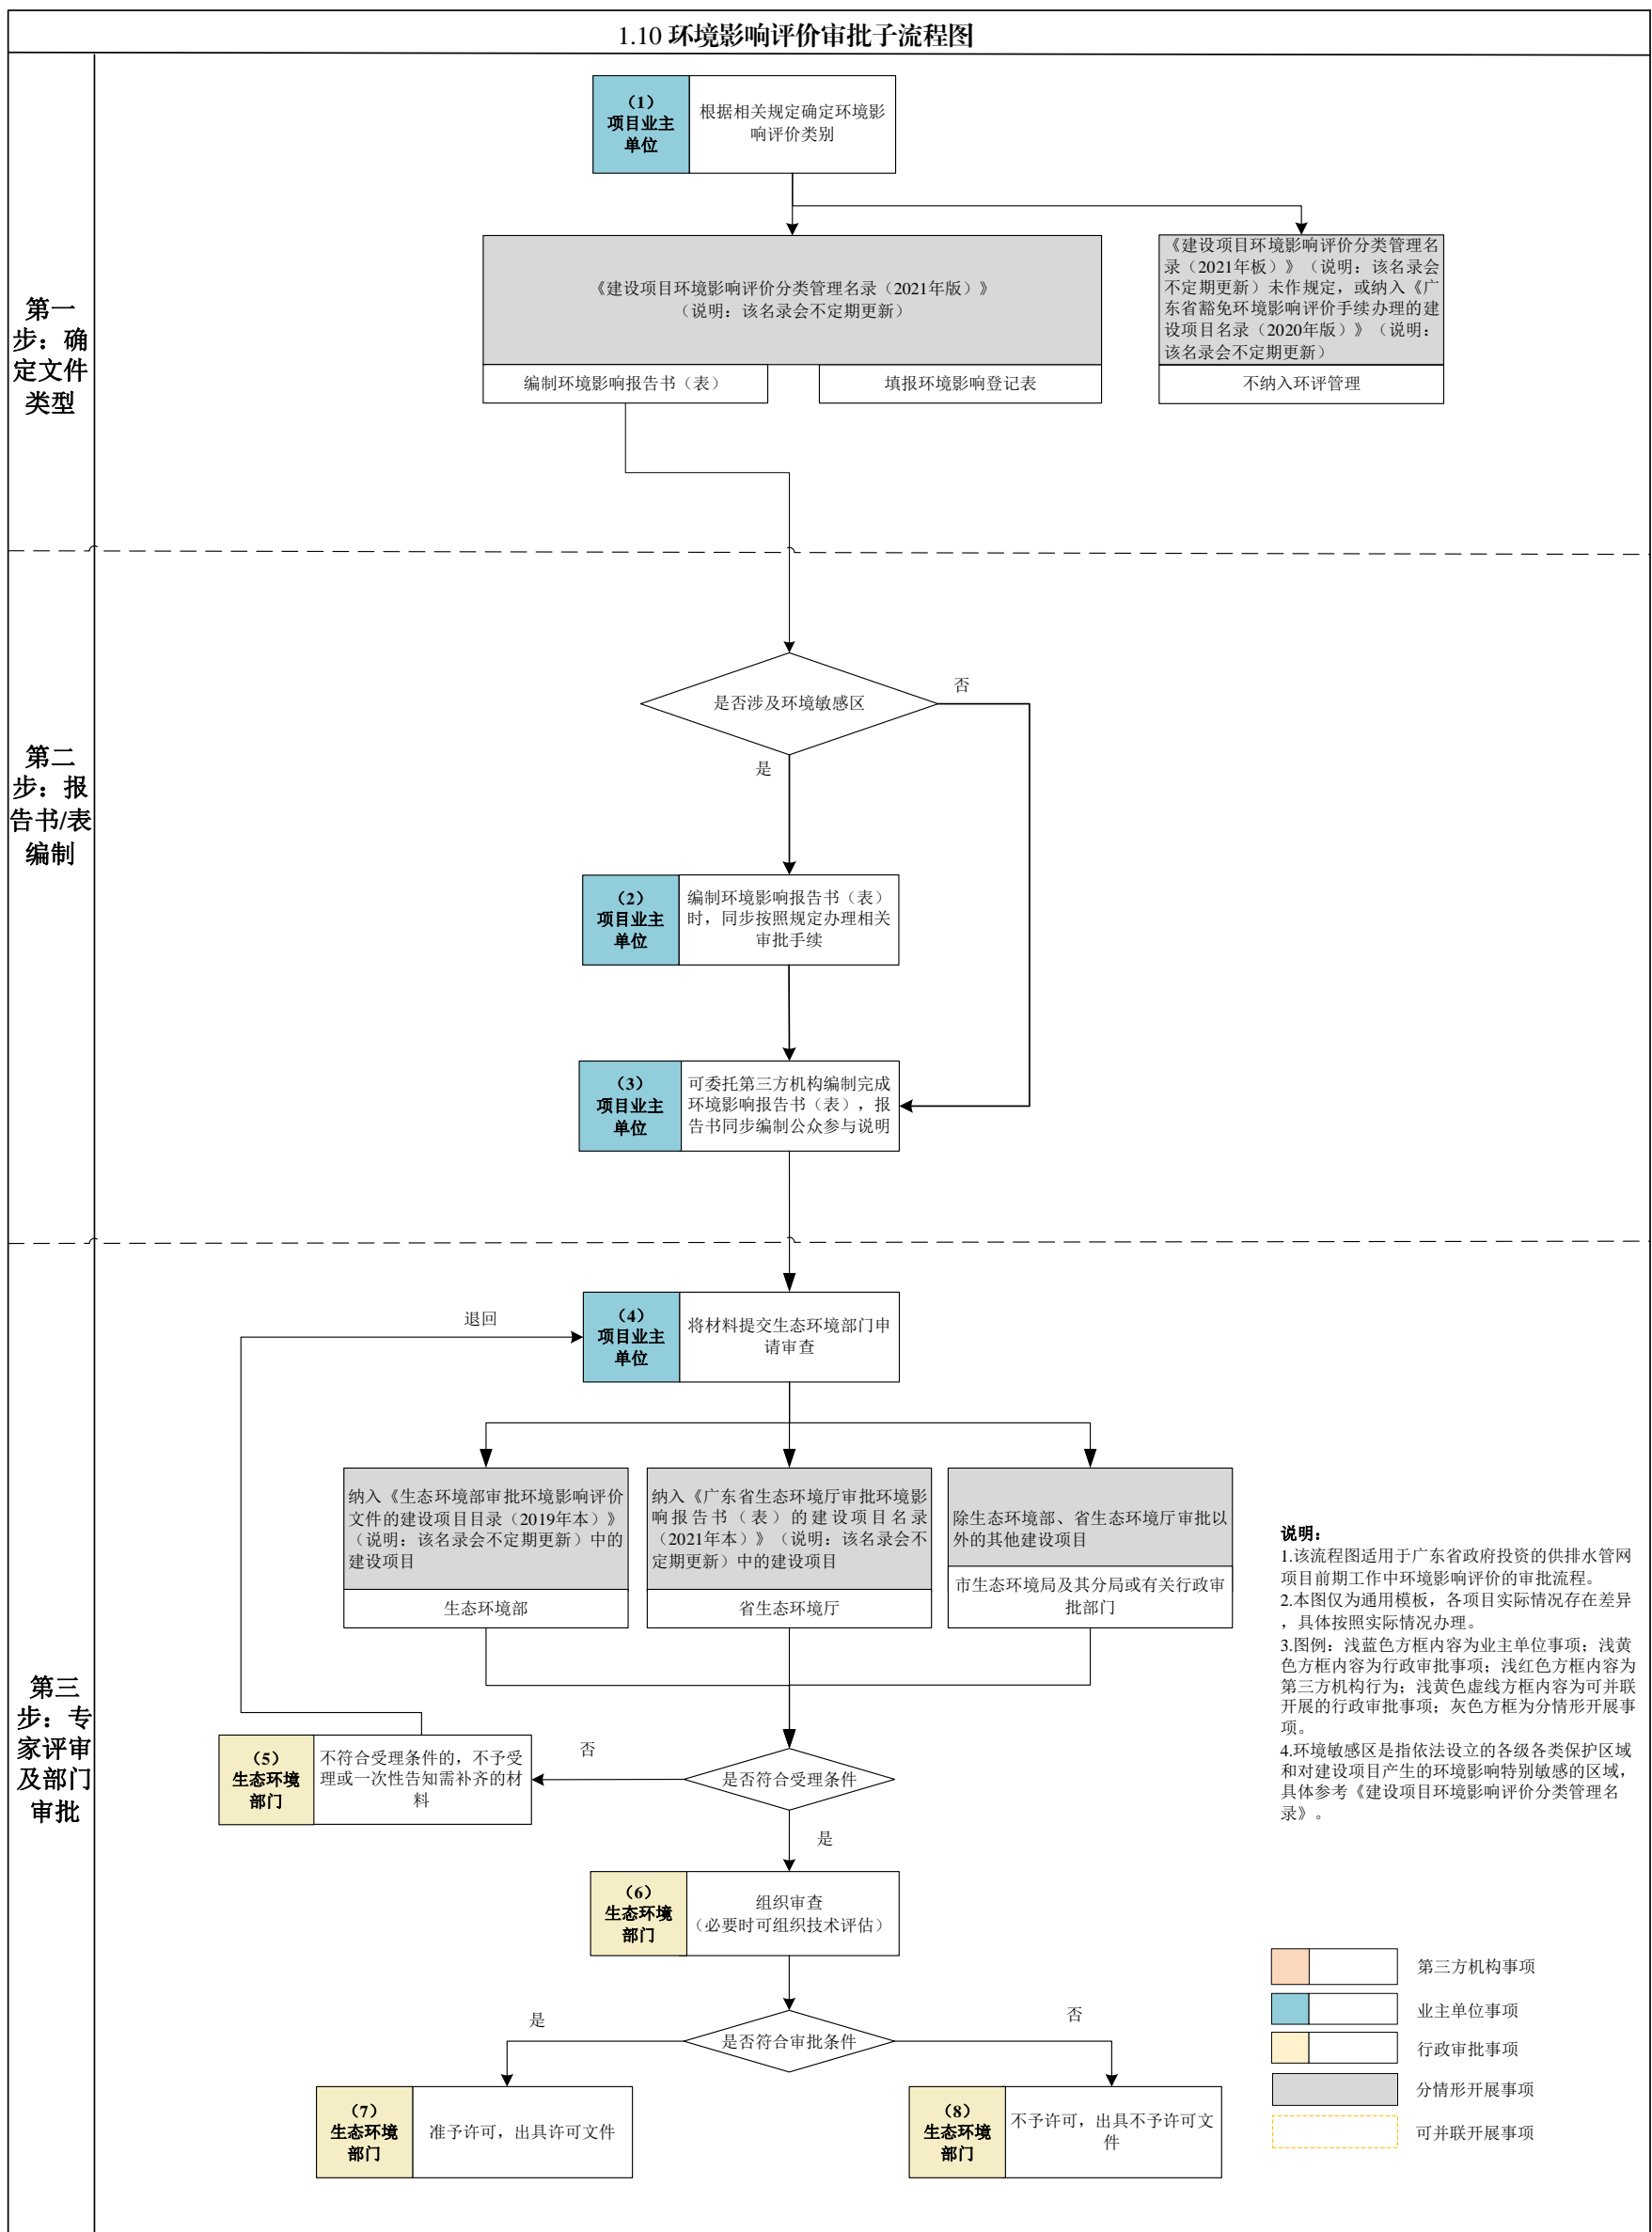 1.10 环境影响评价审批子流程图
第一
步：确
定文件
类型
（1）
项目业主
单位
根据相关规定确定环境影
响评价类别
《建设项目环境影响评价分类管理名录（2021年版）》
（说明：该名录会不定期更新）
编制环境影响报告书（表）
填报环境影响登记表
《建设项目环境影响评价分类管理名
录（2021年板）》（说明：该名录会
不定期更新）未作规定，或纳入《广
东省豁免环境影响评价手续办理的建
设项目名录（2020年版）》（说明：
该名录会不定期更新）
不纳入环评管理
第二
步：报
告书/表
编制
是否涉及环境敏感区
否
是
（2）
项目业主
单位
编制环境影响报告书（表）
时，同步按照规定办理相关
审批手续
（3）
项目业主
单位
可委托第三方机构编制完成
环境影响报告书（表），报
告书同步编制公众参与说明
第三
步：专
家评审
及部门
审批
退回
（4）
项目业主
单位
将材料提交生态环境部门申
请审查
纳入《生态环境部审批环境影响评价
文件的建设项目目录（2019年本）》
（说明：该名录会不定期更新）中的
建设项目
生态环境部
纳入《广东省生态环境厅审批环境影
响报告书（表）的建设项目名录
（2021年本）》（说明：该名录会不
定期更新）中的建设项目
省生态环境厅
除生态环境部、省生态环境厅审批以
外的其他建设项目
市生态环境局及其分局或有关行政审
批部门
（5）
生态环境
部门
不符合受理条件的，不予受
理或一次性告知需补齐的材
料
否
是否符合受理条件
是
（6）
生态环境
部门
组织审查
（必要时可组织技术评估）
是
是否符合审批条件
否
（7）
生态环境
部门
准予许可，出具许可文件
（8）
生态环境
部门
不予许可，出具不予许可文
件
说明：
1.该流程图适用于广东省政府投资的供排水管网
项目前期工作中环境影响评价的审批流程。
2.本图仅为通用模板，各项目实际情况存在差异
，具体按照实际情况办理。
3.图例：浅蓝色方框内容为业主单位事项；浅黄
色方框内容为行政审批事项；浅红色方框内容为
第三方机构行为；浅黄色虚线方框内容为可并联
开展的行政审批事项；灰色方框为分情形开展事
项。
4.环境敏感区是指依法设立的各级各类保护区域
和对建设项目产生的环境影响特别敏感的区域，
具体参考《建设项目环境影响评价分类管理名
录》。
第三方机构事项
业主单位事项
行政审批事项
分情形开展事项
可并联开展事项